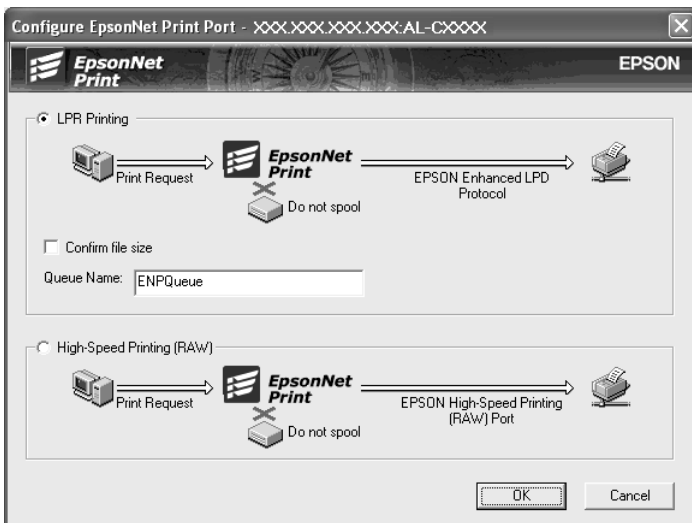 Configure EpsonNet Print Port - XXX.XXX.XXX.XXX:AL-CXXXX
EpsonNet
Print
EPSON
LPR Printing
Print Request
EpsonNet
Print
Do not spool
EPSON Enhanced LPD
Protocol
Confirm file size
Queue Name: ENPQueue
High-Speed Printing (RAW)
Print Request
EpsonNet
Print
Do not spool
EPSON High-Speed Printing
(RAW) Port
OK Cancel